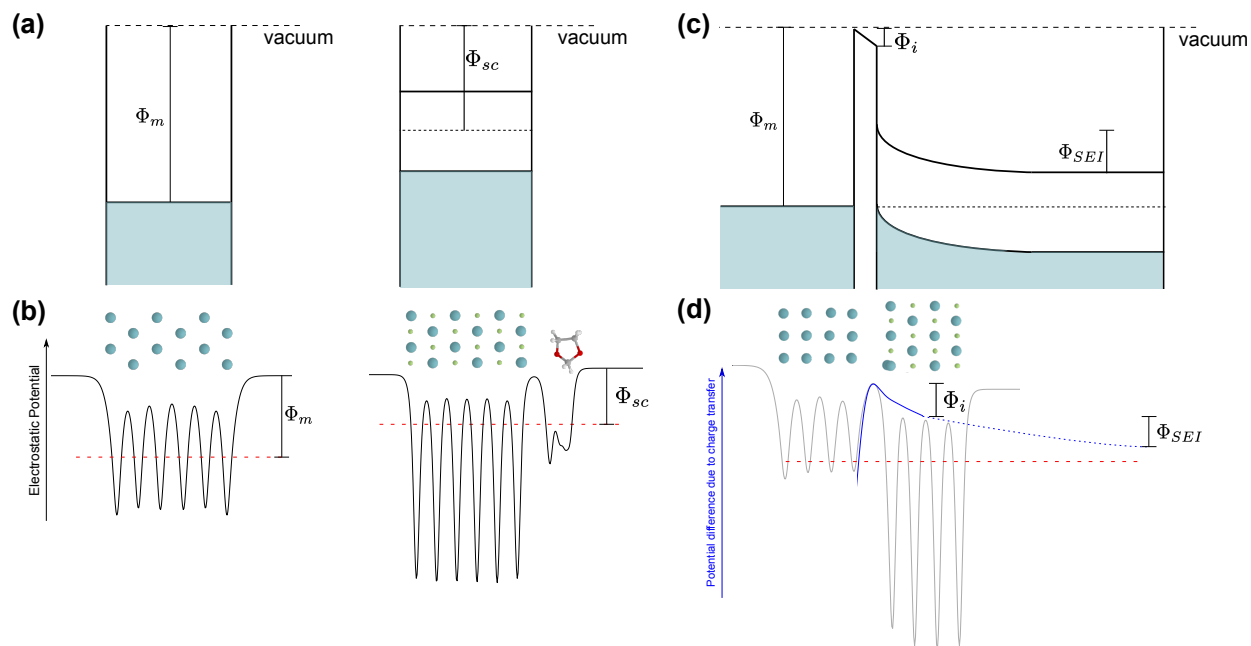 (a)
vacuum
Φm
vacuum
Φsc
(c)
vacuum
Φi
Φm
ΦSEI
(b)
Electrostatic Potential
Φm
Φsc
(d)
Potential difference due to charge transfer
Φi
ΦSEI